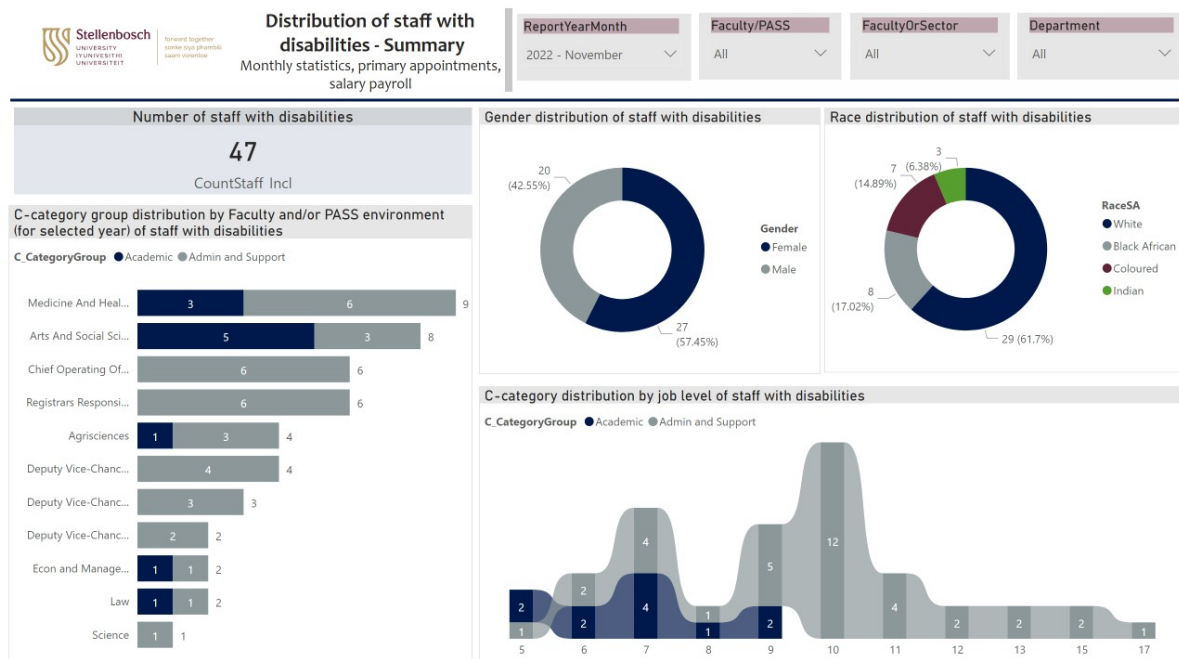 Stellenbosch
UNIVERSITY
IYUNIVESITHI
UNIVERSITEIT
forward together
sonke siya phambili
saam vorentoe
Distribution of staff with
disabilities - Summary
Monthly statistics, primary appointments,
salary payroll
ReportYearMonth
2022 - November
Faculty/PASS
All
FacultyOrSector
All
Department
All
Number of staff with disabilities
47
CountStaff Incl
C-category group distribution by Faculty and/or PASS environment
(for selected year) of staff with disabilities
C_CategoryGroup Academic Admin and Support
Medicine And Heal... 3 6 9
Arts And Social Sci... 5 3 8
Chief Operating Of... 6 6
Registrars Responsi... 6 6
Agrisciences 1 3 4
Deputy Vice-Chanc... 4 4
Deputy Vice-Chanc... 3 3
Deputy Vice-Chanc... 2 2
Econ and Manage... 1 1 2
Law 1 1 2
Science 1 1
Gender distribution of staff with disabilities
20
(42.55%)
27
(57.45%)
Gender
Female
Male
Race distribution of staff with disabilities
3
(6.38%)
7
(14.89%)
8
(17.02%)
29 (61.7%)
RaceSA
White
Black African
Coloured
Indian
C-category distribution by job level of staff with disabilities
C_CategoryGroup Academic Admin and Support
12
4 5
2 4 1 2 4 2 2 2
2 1 2 1 2 1
5 6 7 8 9 10 11 12 13 15 17